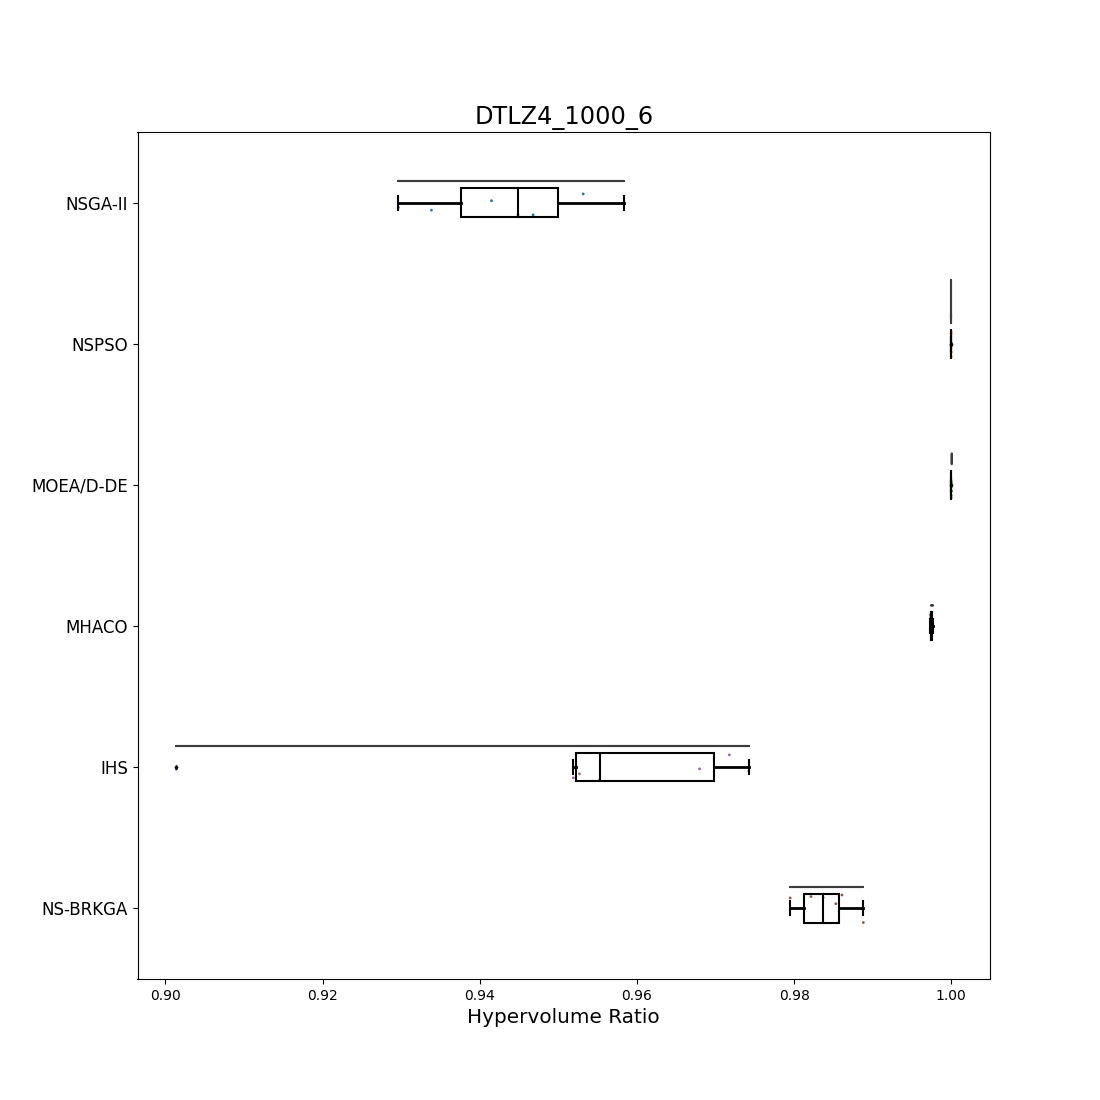 DTLZ4_1000_6
NSGA-II
NSPSO
MOEA/D-DE
MHACO
IHS
NS-BRKGA
0.90 0.92 0.94 0.96 0.98 1.00
Hypervolume Ratio